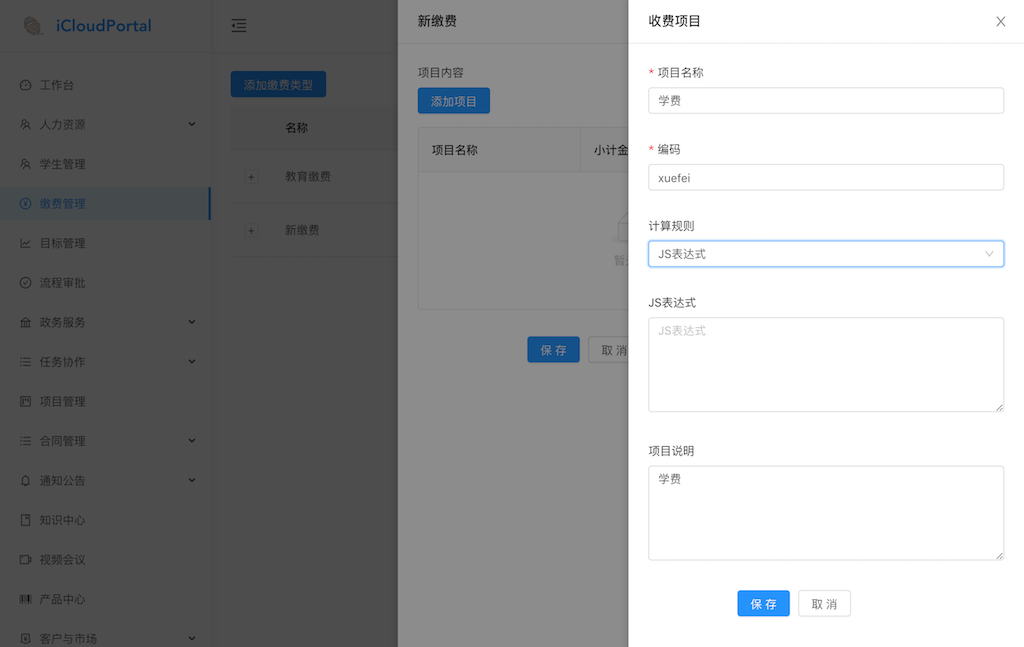 iCloudPortal
工作台
人力资源
学生管理
缴费管理
目标管理
流程审批
政务服务
任务协作
项目管理
合同管理
通知公告
知识中心
视频会议
产品中心
客户与市场
添加缴费类型
名称
教育缴费
新缴费
新缴费
项目内容
添加项目
项目名称
小计金
暂
保 存
取 消
收费项目
* 项目名称
学费
* 编码
xuefei
计算规则
JS表达式
JS表达式
JS表达式
项目说明
学费
保 存
取 消